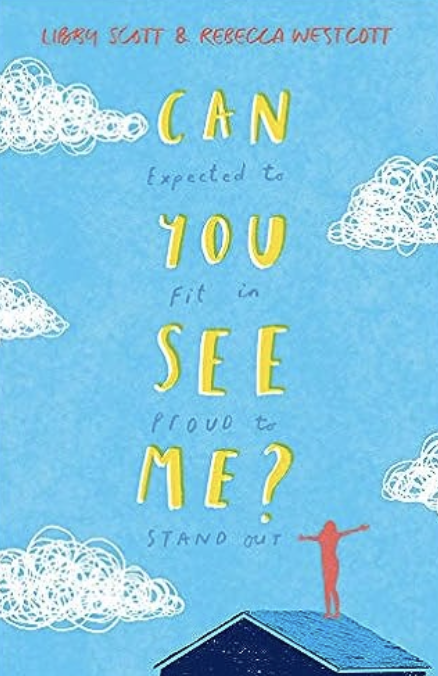 LIBBY SCOTT & REBECCA WESTCOTT
CAN
Expected to
YOU
Fit in
SEE
PROUD to
ME?
STAND OUT